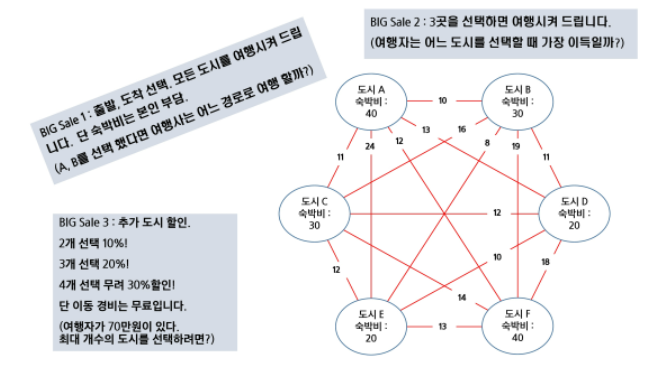 BIG Sale 1 : 출발, 도착 선택, 모든 도시를 여행시켜 드립
니다. 단 숙박비는 본인 부담.
(A, B를 선택 했다면 여행사는 어느 경로로 여행 할까?)
BIG Sale 2 : 3곳을 선택하면 여행시켜 드립니다.
(여행자는 어느 도시를 선택할 때 가장 이득일까?)
도시 A
숙박비 :
40
10
도시 B
숙박비 :
30
13
16
24
12
8
19
11
11
도시 C
숙박비 :
30
12
도시 D
숙박비 :
20
12
10
18
14
도시 E
숙박비 :
20
13
도시 F
숙박비 :
40
BIG Sale 3 : 추가 도시 할인.
2개 선택 10%!
3개 선택 20%!
4개 선택 무려 30%할인!
단 이동 경비는 무료입니다.
(여행자가 70만원이 있다.
최대 개수의 도시를 선택하려면?)